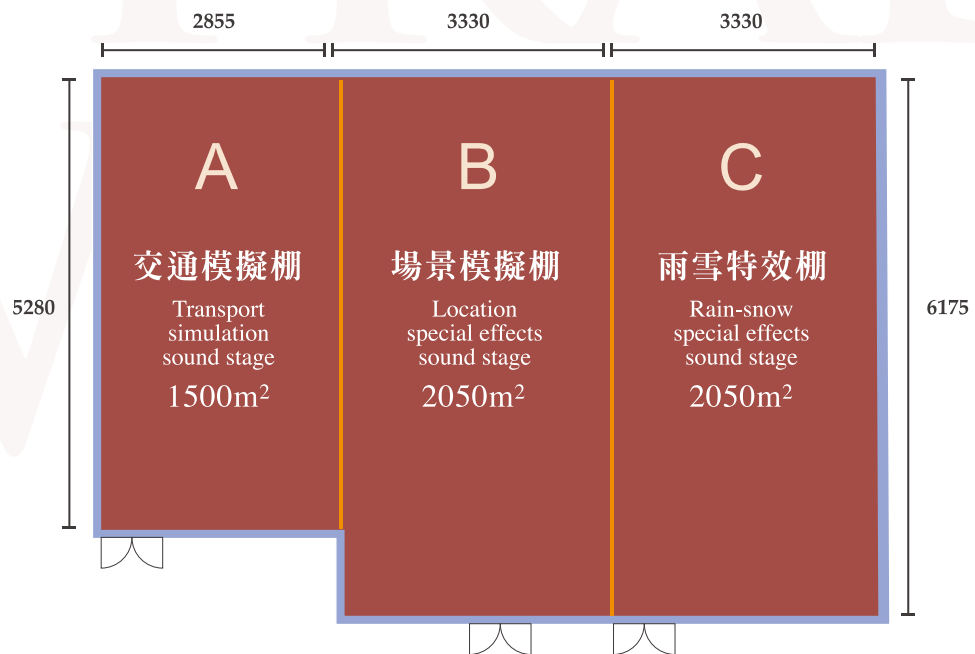 2855
3330
3330
A
B
C
交通模擬棚
Transport
simulation
sound stage
1500m²
場景模擬棚
Location
special effects
sound stage
2050m²
雨雪特效棚
Rain-snow
special effects
sound stage
2050m²
5280
6175